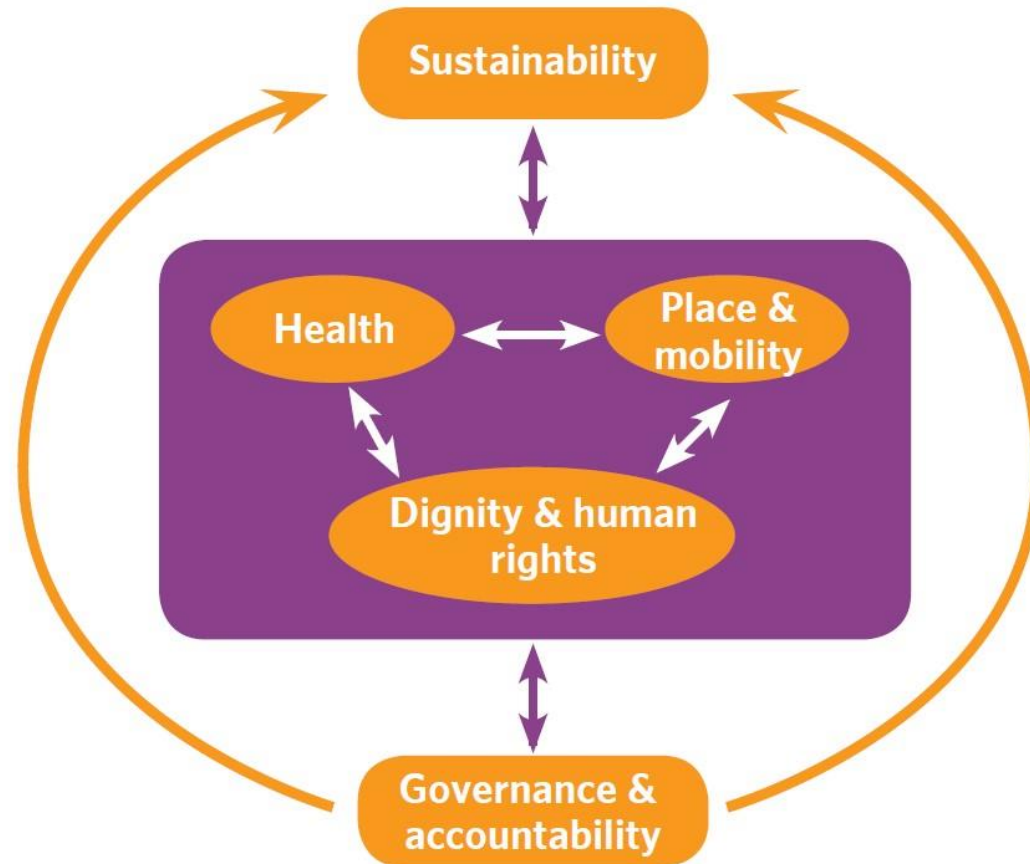 Sustainability
Health
Place &
mobility
Dignity & human
rights
Governance &
accountability